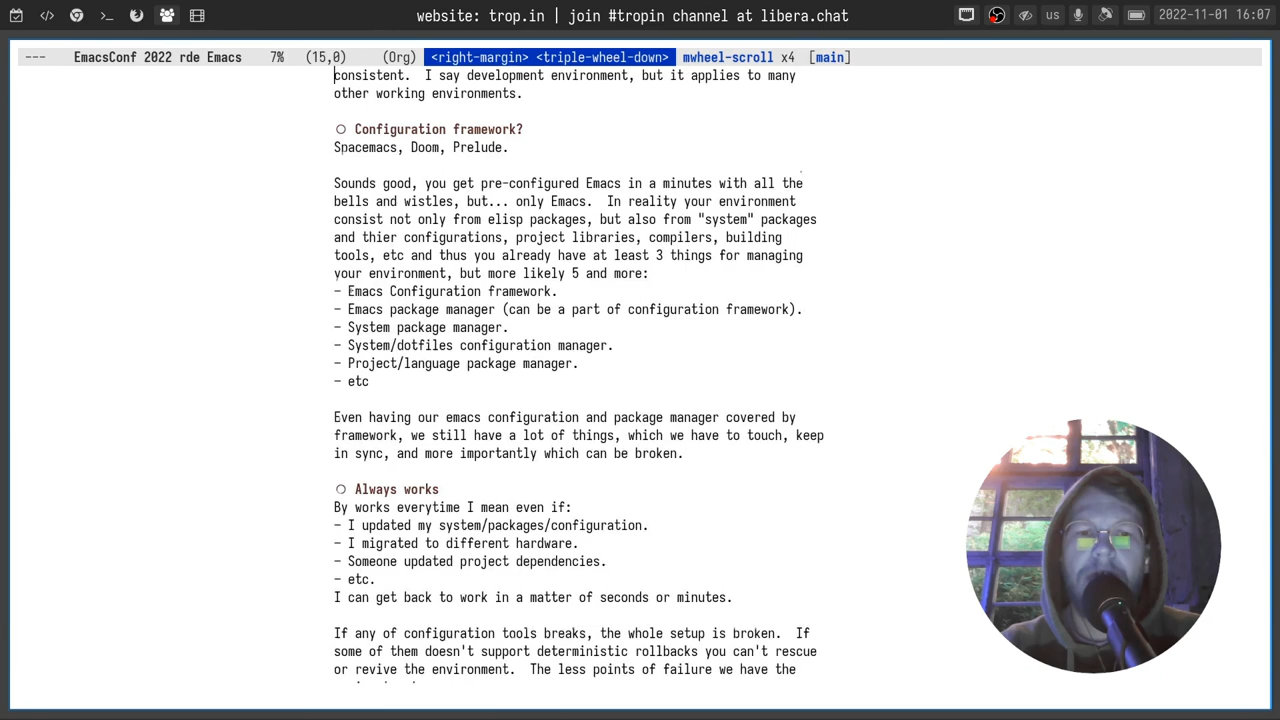 website: trop.in | join #tropin channel at libera.chat
us
2022-11-01 16:07
--- EmacsConf 2022 rde Emacs 7% (15,0) (Org) <right-margin> <triple-wheel-down> mwheel-scroll x4 [main]
consistent. I say development environment, but it applies to many
other working environments.
Configuration framework?
Spacemacs, Doom, Prelude.
Sounds good, you get pre-configured Emacs in a minutes with all the
bells and wistles, but... only Emacs. In reality your environment
consist not only from elisp packages, but also from "system" packages
and thier configurations, project libraries, compilers, building
tools, etc and thus you already have at least 3 things for managing
your environment, but more likely 5 and more:
- Emacs Configuration framework.
- Emacs package manager (can be a part of configuration framework).
- System package manager.
- System/dotfiles configuration manager.
- Project/language package manager.
- etc
Even having our emacs configuration and package manager covered by
framework, we still have a lot of things, which we have to touch, keep
in sync, and more importantly which can be broken.
Always works
By works everytime I mean even if:
- I updated my system/packages/configuration.
- I migrated to different hardware.
- Someone updated project dependencies.
- etc.
I can get back to work in a matter of seconds or minutes.
If any of configuration tools breaks, the whole setup is broken. If
some of them doesn't support deterministic rollbacks you can't rescue
or revive the environment. The less points of failure we have the